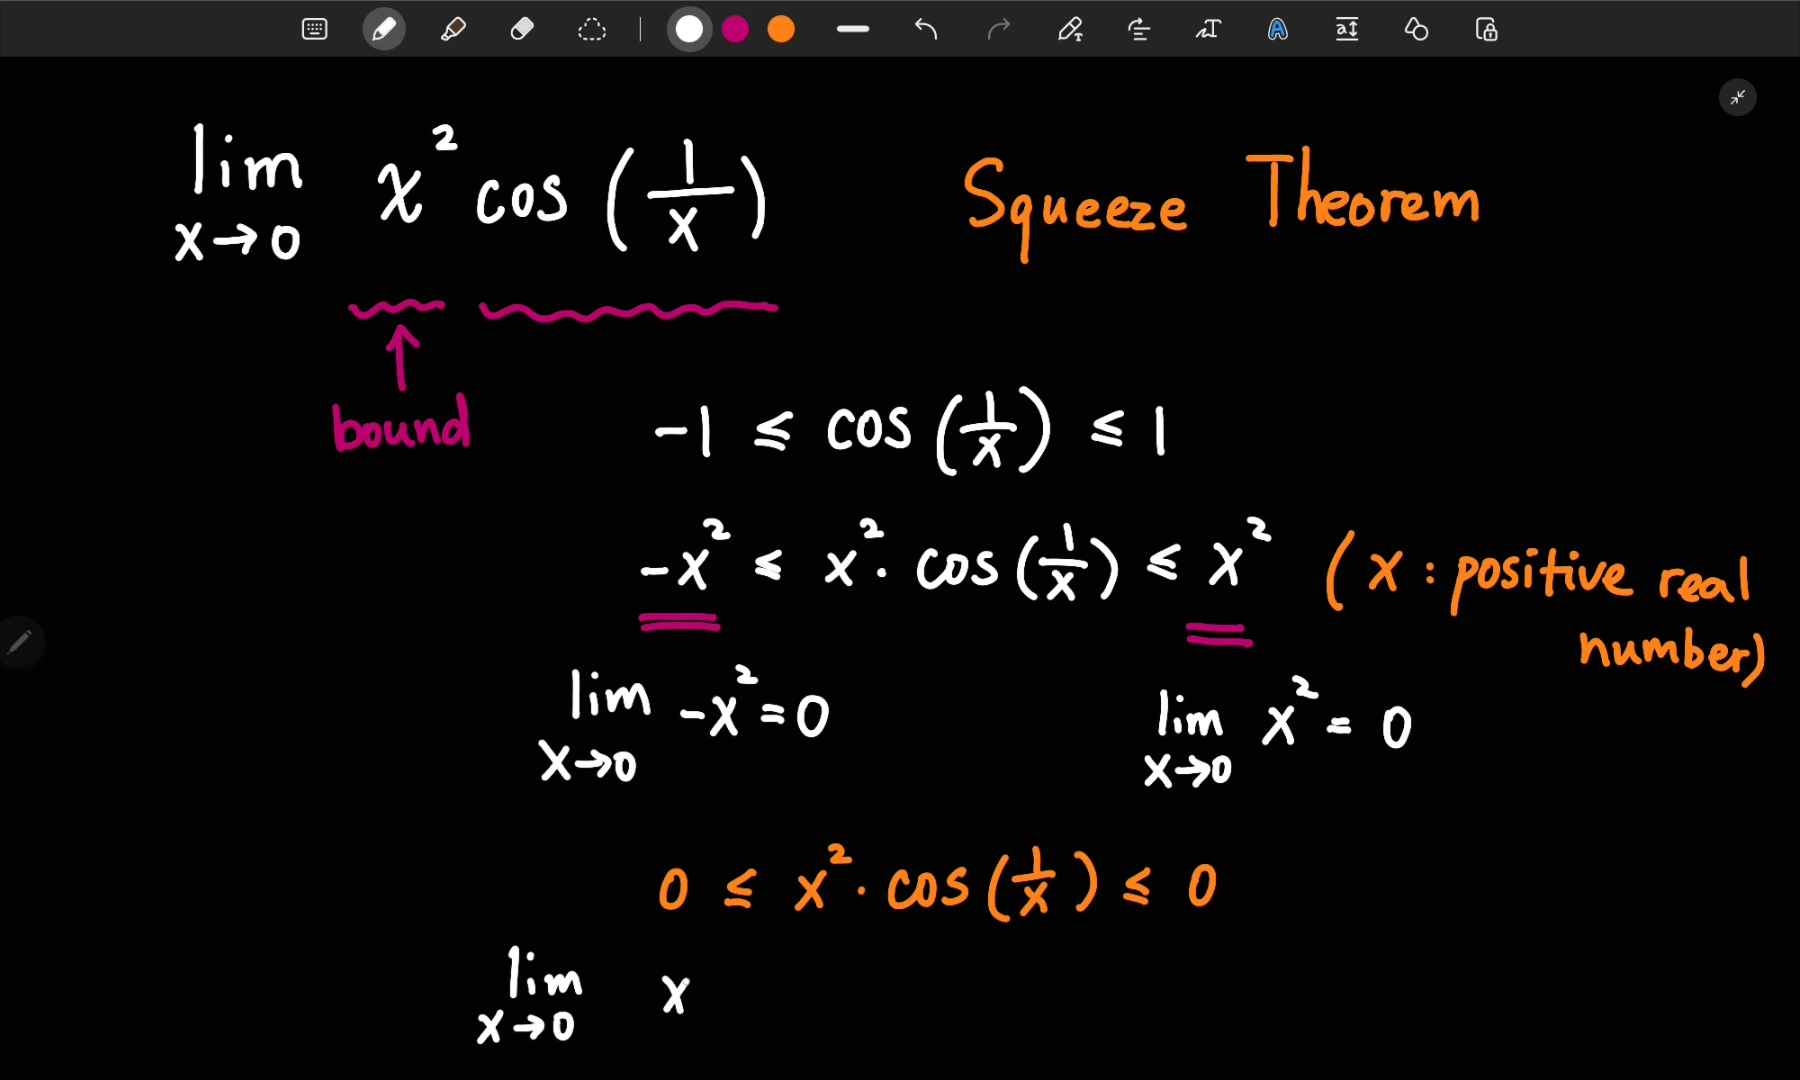 lim x→0 x² cos (1/x) Squeeze Theorem
bound
-1 ≤ cos (1/x) ≤ 1
-x² ≤ x² · cos (1/x) ≤ x² (x : positive real number)
lim x→0 -x² = 0 lim x→0 x² = 0
0 ≤ x² · cos (1/x) ≤ 0
lim x→0 x